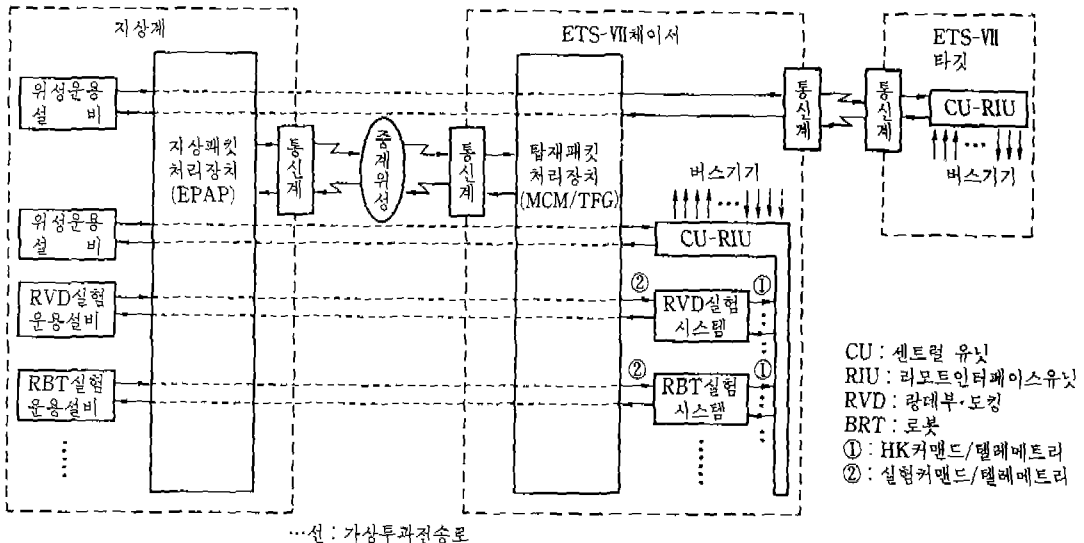 지상계
위성운용
설 비
지상패킷
처리장치
(EPAP)
통신계
중계위성
위성운용
설 비
RVD실험
운용설비
RBT실험
운용설비
ETS-VII체이서
통신계
탑재패킷
처리장치
(MCM/TFG)
통신계
버스기기
CU-RIU
②
①
RVD실험
시스템
②
①
RBT실험
시스템
ETS-VII
타깃
통신계
CU-RIU
버스기기
CU : 센트럴 유닛
RIU : 리모트인터페이스유닛
RVD : 랑데부·도킹
BRT : 로봇
① : HK커맨드/텔레메트리
② : 실험커맨드/텔레메트리
…선 : 가상투과전송로